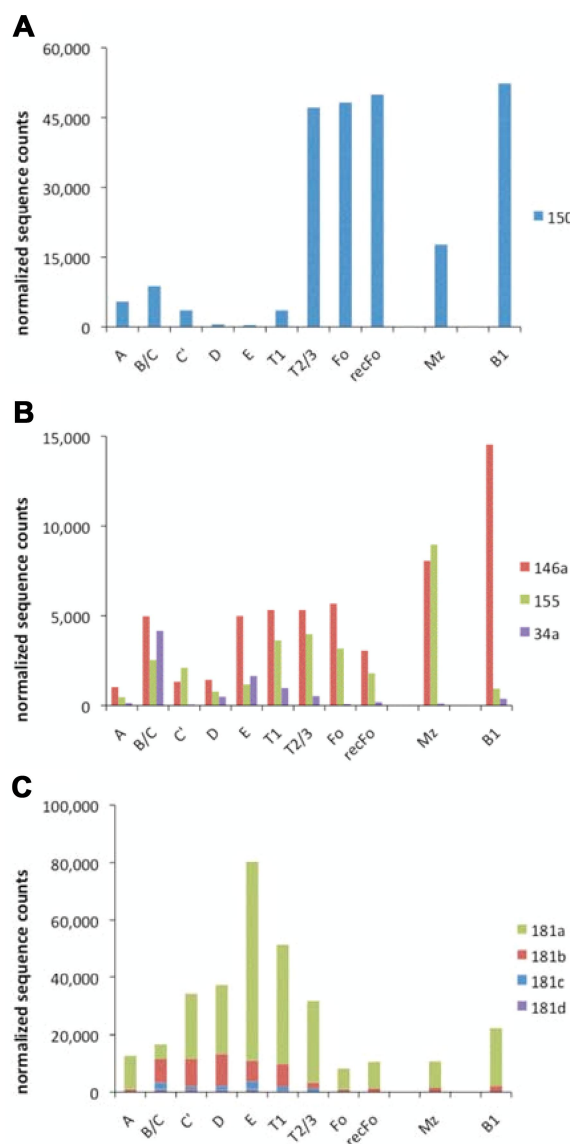 A
normalized sequence counts
60,000
45,000
30,000
15,000
0
A B/C C' D E T1 T2/3 Fo recFo Mz B1
150
B
normalized sequence counts
15,000
10,000
5,000
0
A B/C C' D E T1 T2/3 Fo recFo Mz B1
146a
155
34a
C
normalized sequence counts
100,000
80,000
60,000
40,000
20,000
0
A B/C C' D E T1 T2/3 Fo recFo Mz B1
181a
181b
181c
181d